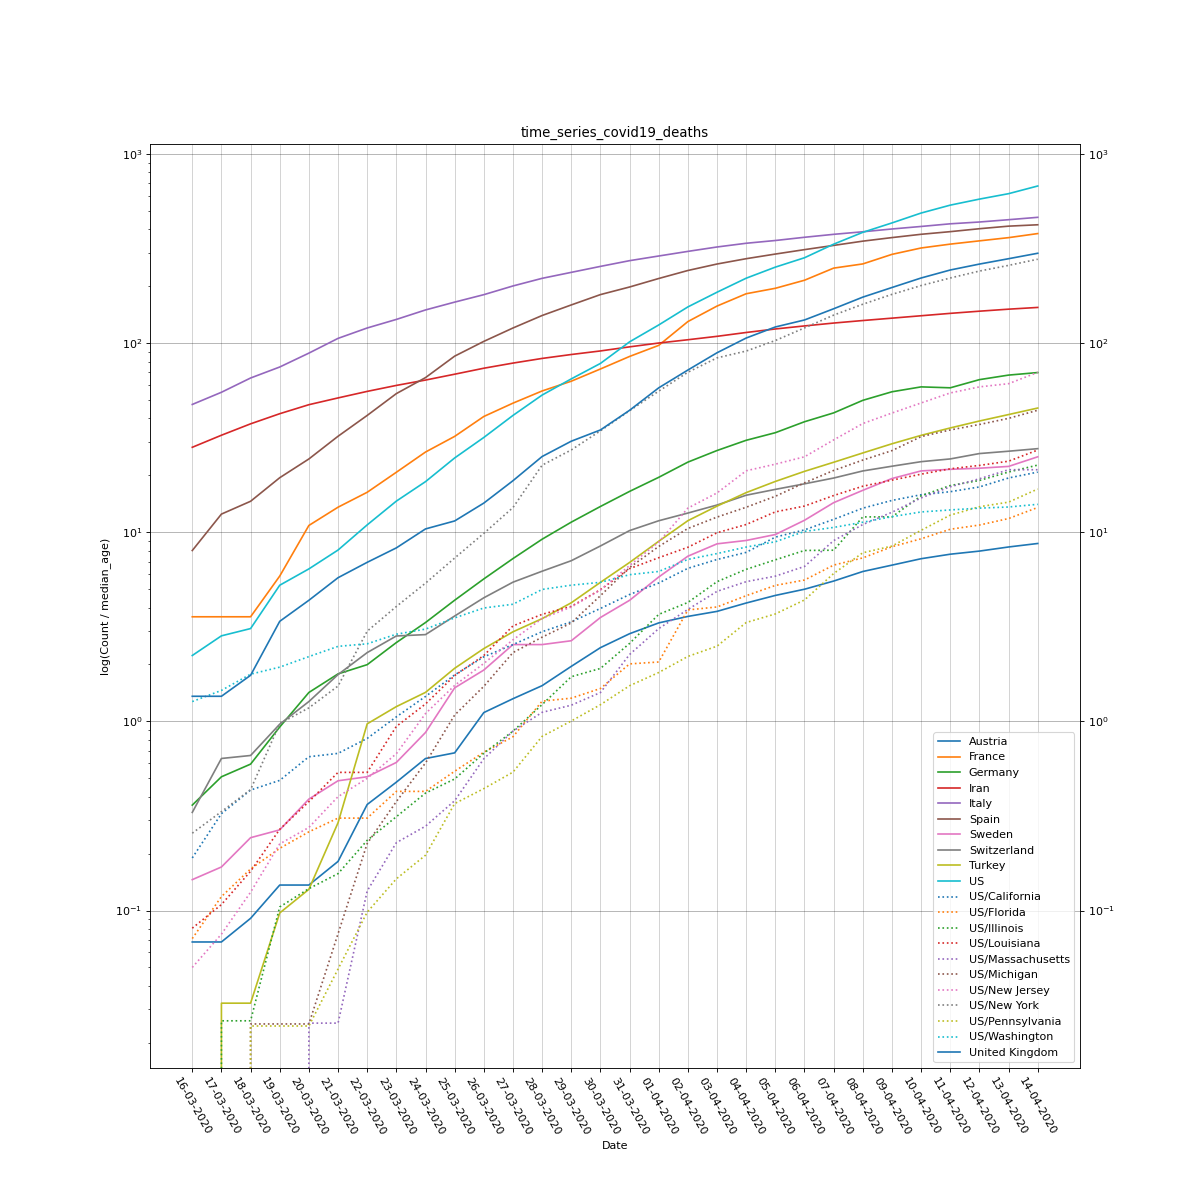 time_series_covid19_deaths
10³
10²
10¹
10⁰
10⁻¹
10³
10²
10¹
10⁰
10⁻¹
log(Count / median_age)
Austria
France
Germany
Iran
Italy
Spain
Sweden
Switzerland
Turkey
US
US/California
US/Florida
US/Illinois
US/Louisiana
US/Massachusetts
US/Michigan
US/New Jersey
US/New York
US/Pennsylvania
US/Washington
United Kingdom
16-03-2020
17-03-2020
18-03-2020
19-03-2020
20-03-2020
21-03-2020
22-03-2020
23-03-2020
24-03-2020
25-03-2020
26-03-2020
27-03-2020
28-03-2020
29-03-2020
30-03-2020
31-03-2020
01-04-2020
02-04-2020
03-04-2020
04-04-2020
05-04-2020
06-04-2020
07-04-2020
08-04-2020
09-04-2020
10-04-2020
11-04-2020
12-04-2020
13-04-2020
14-04-2020
Date